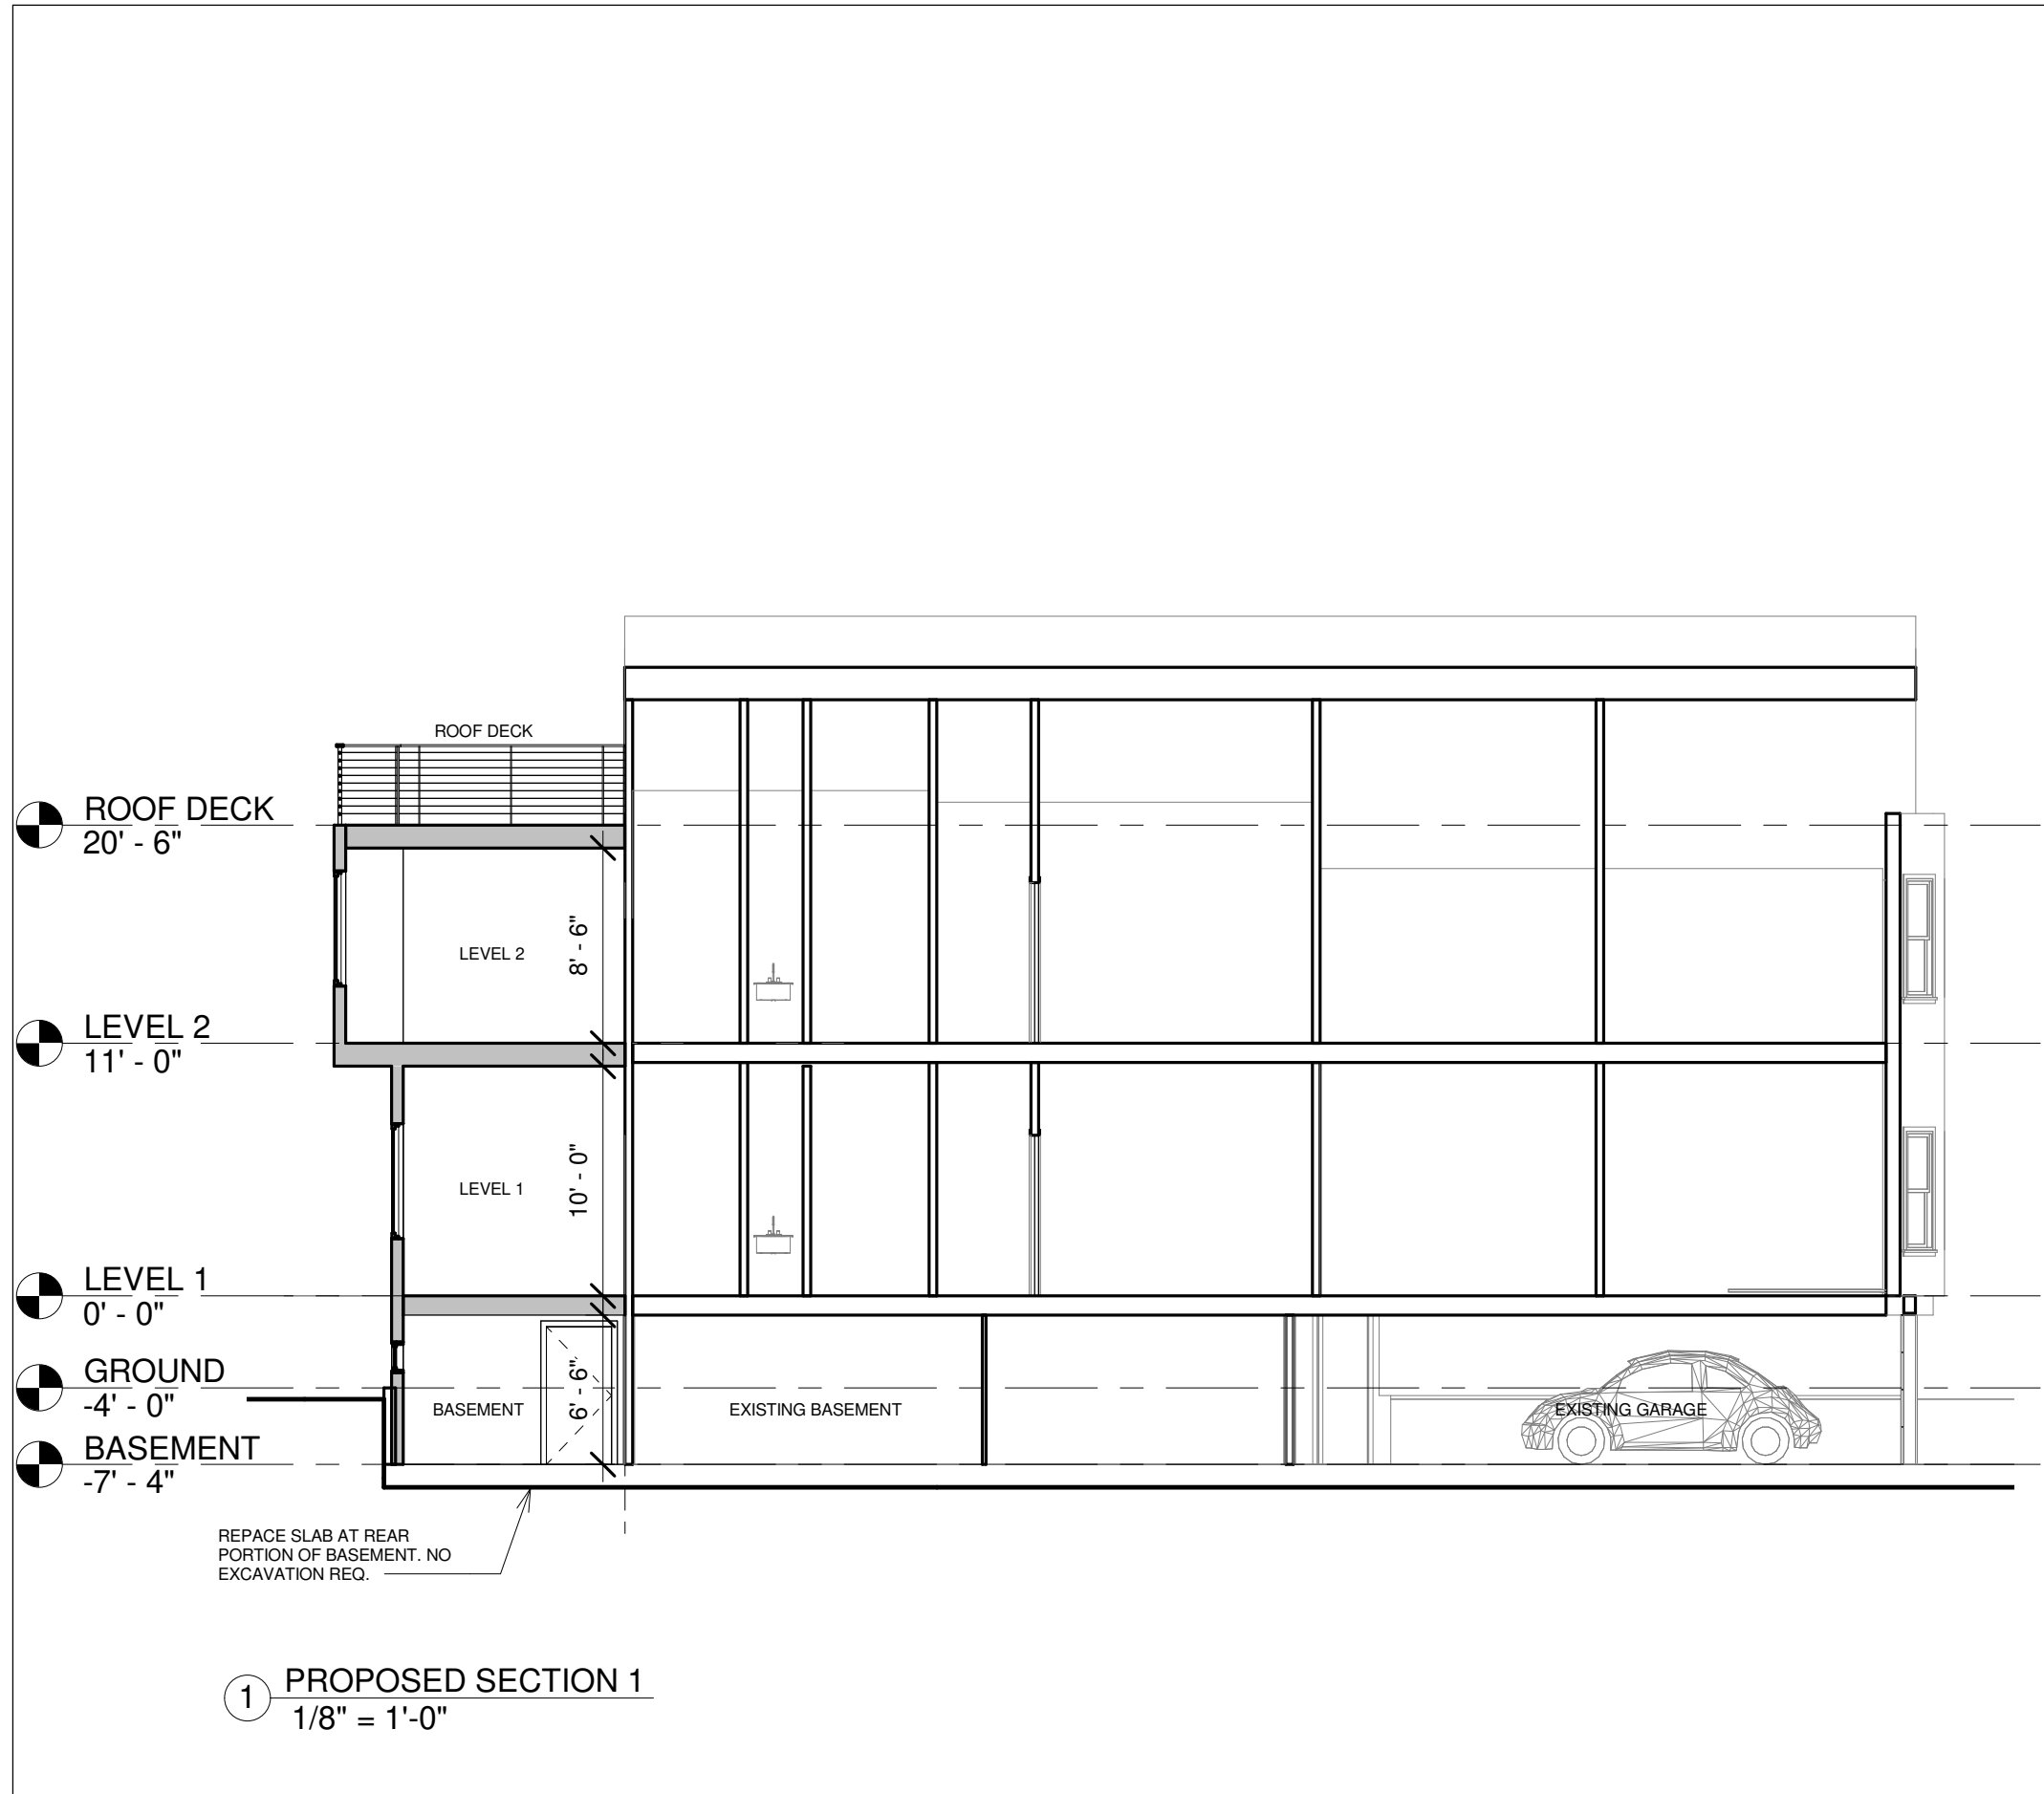 ROOF DECK
ROOF DECK
20' - 6"
LEVEL 2
8' - 6"
LEVEL 2
11' - 0"
LEVEL 1
10' - 0"
LEVEL 1
0' - 0"
GROUND
-4' - 0"
BASEMENT
6' - 6"
EXISTING BASEMENT
EXISTING GARAGE
BASEMENT
-7' - 4"
REPACE SLAB AT REAR
PORTION OF BASEMENT. NO
EXCAVATION REQ.
1 PROPOSED SECTION 1
1/8" = 1'-0"